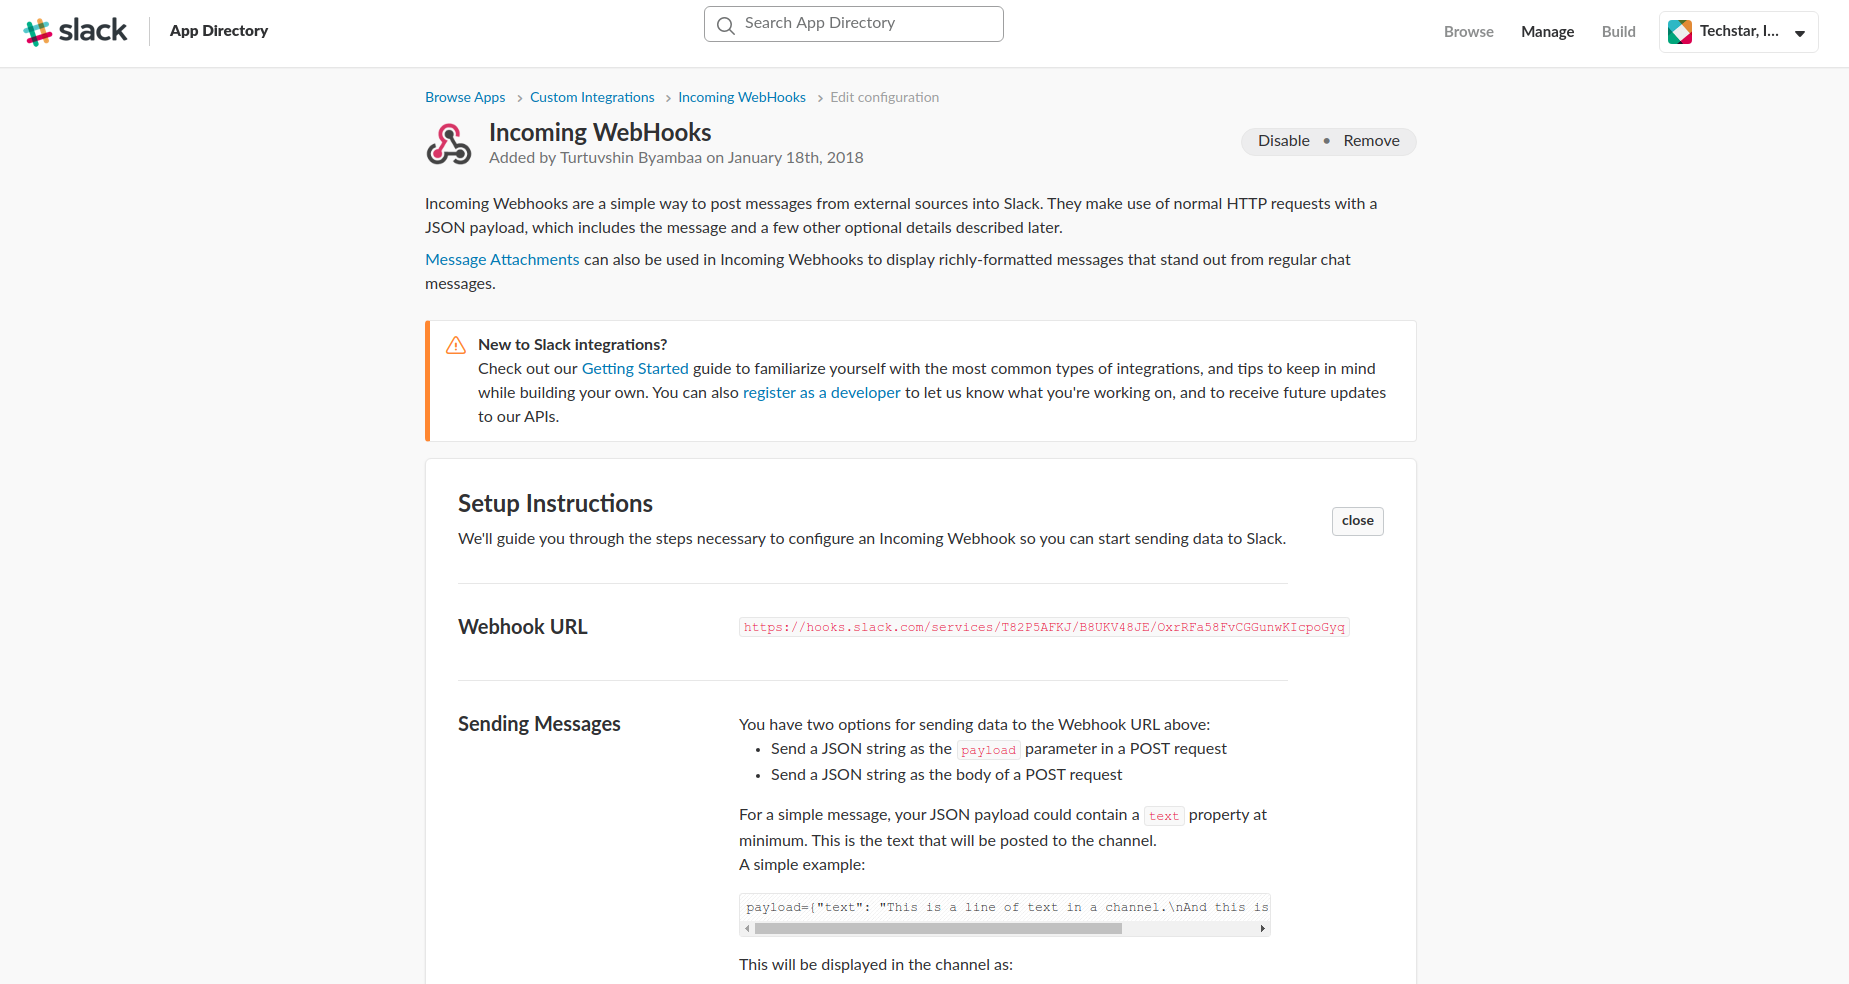 slack
App Directory
Search App Directory
Browse
Manage
Build
Techstar, I...
Browse Apps > Custom Integrations > Incoming WebHooks > Edit configuration
Incoming WebHooks
Added by Turtuvshin Byambaa on January 18th, 2018
Disable • Remove
Incoming Webhooks are a simple way to post messages from external sources into Slack. They make use of normal HTTP requests with a
JSON payload, which includes the message and a few other optional details described later.
Message Attachments can also be used in Incoming Webhooks to display richly-formatted messages that stand out from regular chat
messages.
New to Slack integrations?
Check out our Getting Started guide to familiarize yourself with the most common types of integrations, and tips to keep in mind
while building your own. You can also register as a developer to let us know what you're working on, and to receive future updates
to our APIs.
Setup Instructions
close
We'll guide you through the steps necessary to configure an Incoming Webhook so you can start sending data to Slack.
Webhook URL
https://hooks.slack.com/services/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
Sending Messages
You have two options for sending data to the Webhook URL above:
• Send a JSON string as the payload parameter in a POST request
• Send a JSON string as the body of a POST request
For a simple message, your JSON payload could contain a text property at
minimum. This is the text that will be posted to the channel.
A simple example:
payload={"text": "This is a line of text in a channel.\nAnd this is
This will be displayed in the channel as: